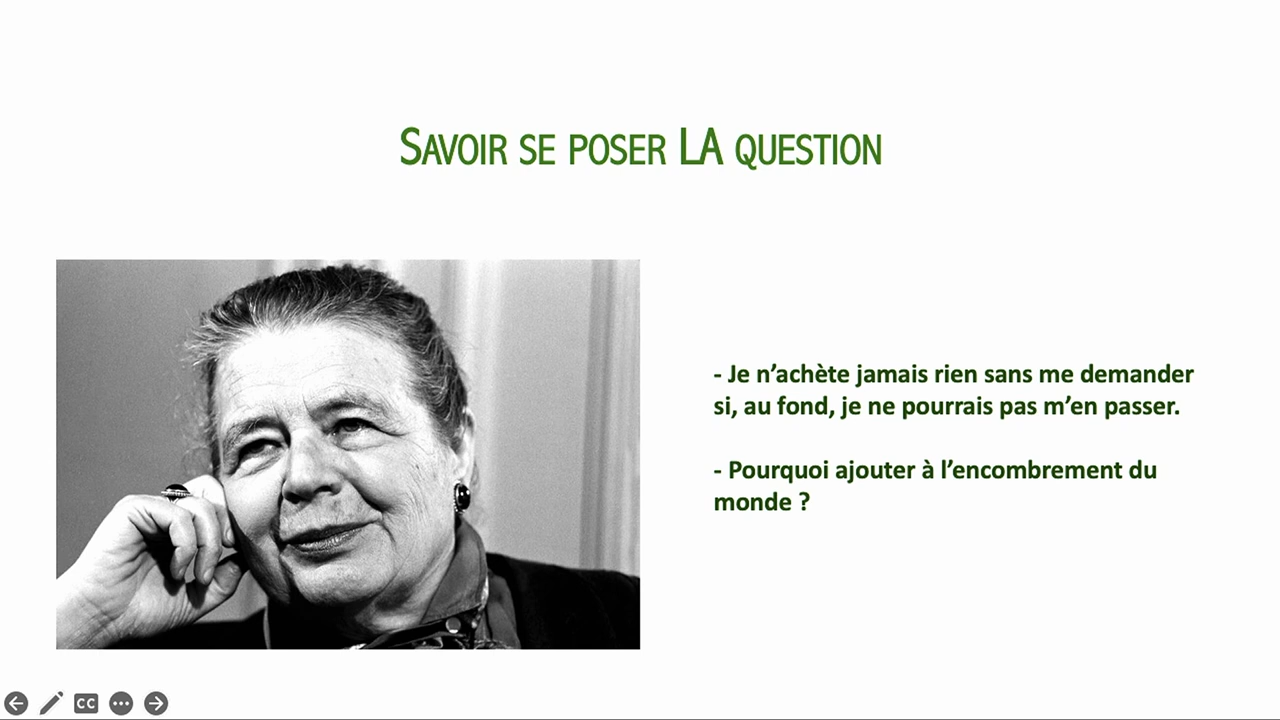 Savoir se poser LA question
- Je n’achète jamais rien sans me demander
si, au fond, je ne pourrais pas m’en passer.
- Pourquoi ajouter à l’encombrement du
monde ?
CC